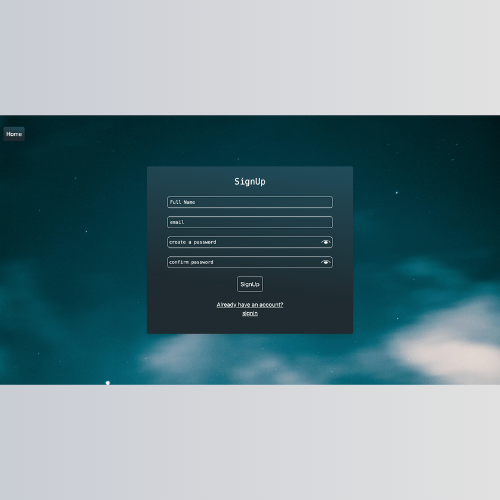 Home
SignUp
Full Name
email
create a password
confirm password
SignUp
Already have an account?
signin